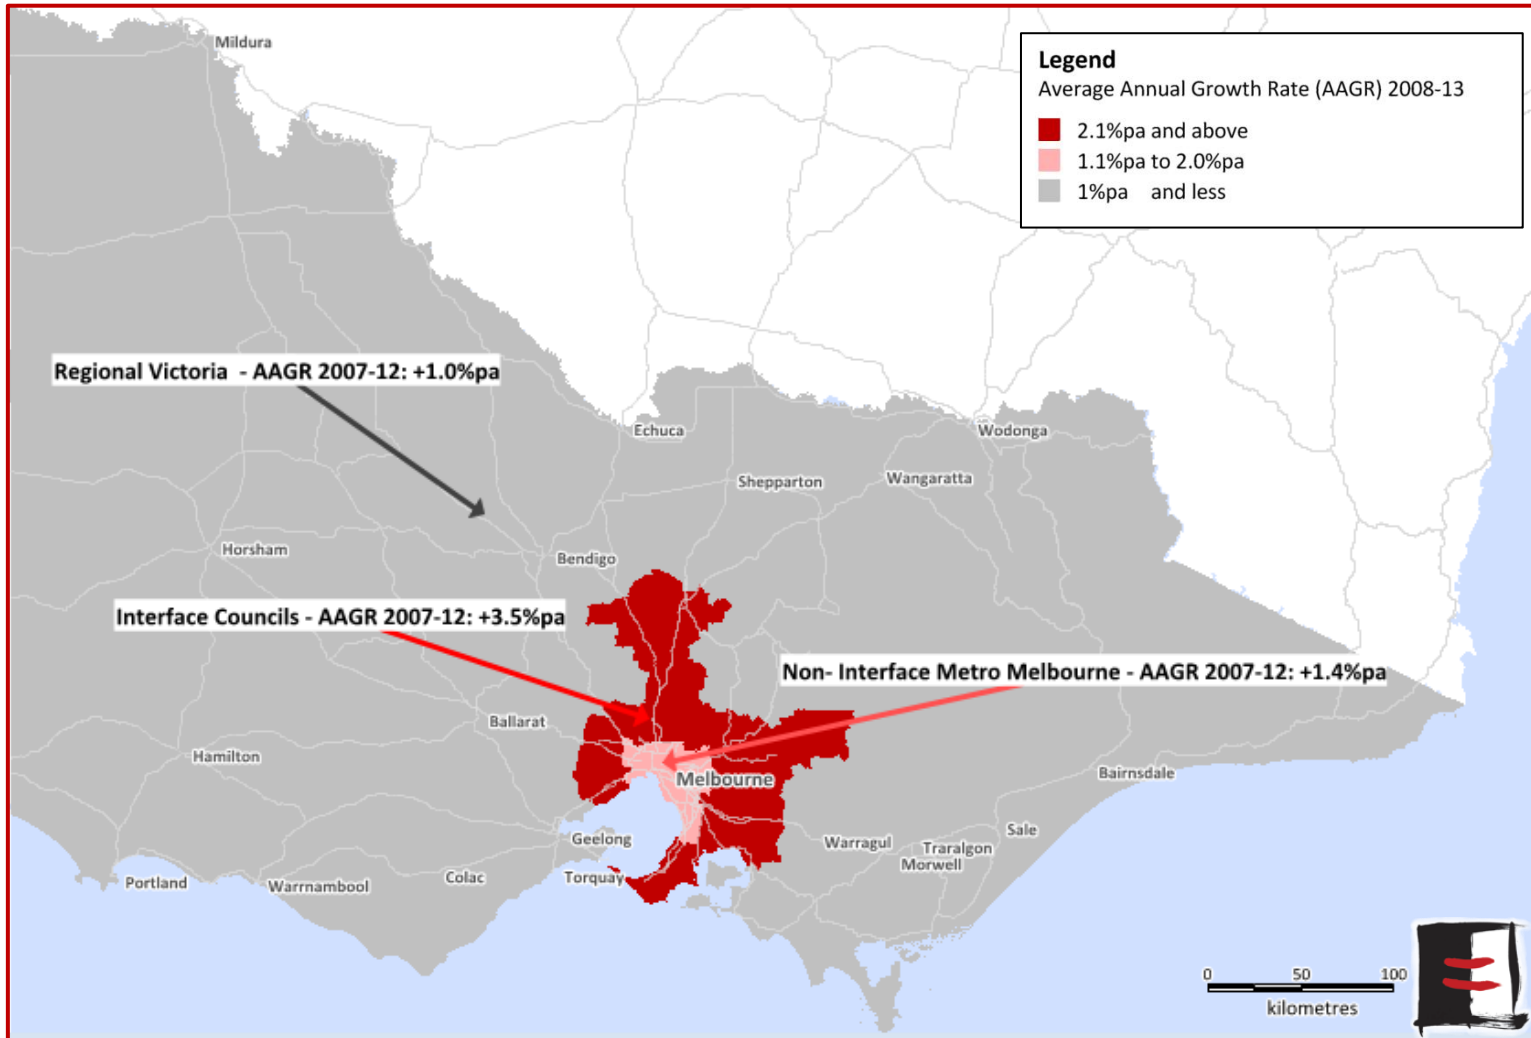 Mildura
Legend
Average Annual Growth Rate (AAGR) 2008-13
2.1%pa and above
1.1%pa to 2.0%pa
1%pa and less
Regional Victoria - AAGR 2007-12: +1.0%pa
Echuca
Wodonga
Shepparton
Wangaratta
Horsham
Bendigo
Interface Councils - AAGR 2007-12: +3.5%pa
Non- Interface Metro Melbourne - AAGR 2007-12: +1.4%pa
Ballarat
Hamilton
Melbourne
Bairnsdale
Geelong
Warragul
Traralgon
Sale
Morwell
Portland
Warrnambool
Colac
Torquay
0 50 100
kilometres